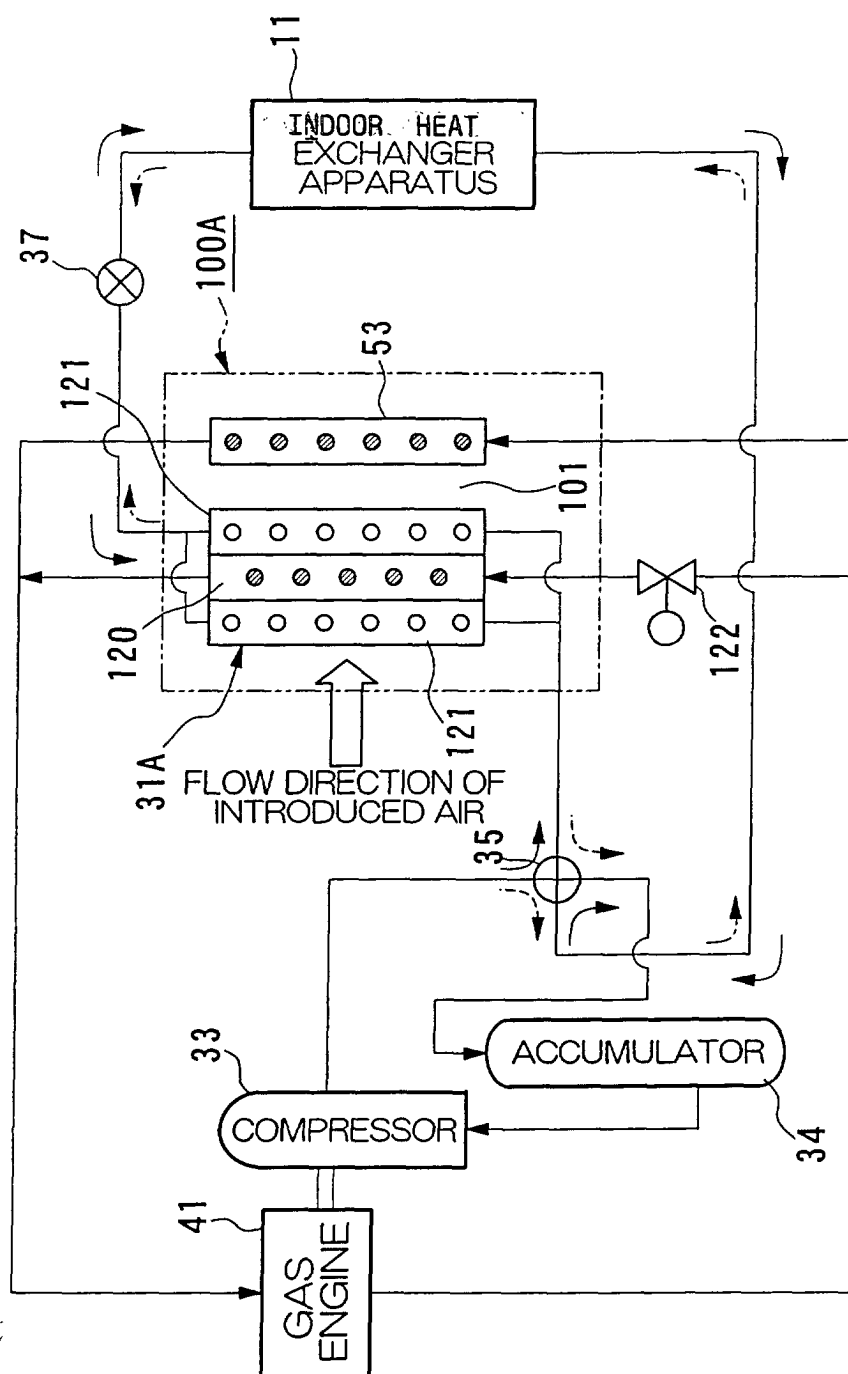 11
INDOOR HEAT
EXCHANGER
APPARATUS
37
100A
53
121
101
120
122
31A
121
FLOW DIRECTION OF
INTRODUCED AIR
35
33
ACCUMULATOR
COMPRESSOR
34
41
GAS
ENGINE